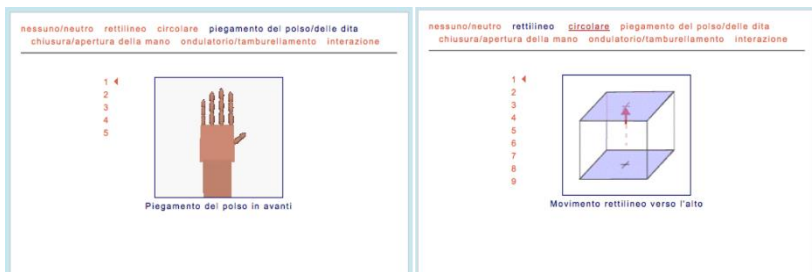 nessuno/neutro rettilineo circolare piegamento del polso/delle dita
chiusura/apertura della mano ondulatorio/tamburellamento interazione
1
2
3
4
5
Piegamento del polso in avanti
nessuno/neutro rettilineo circolare piegamento del polso/delle dita
chiusura/apertura della mano ondulatorio/tamburellamento interazione
1
2
3
4
5
6
7
8
9
Movimento rettilineo verso l'alto